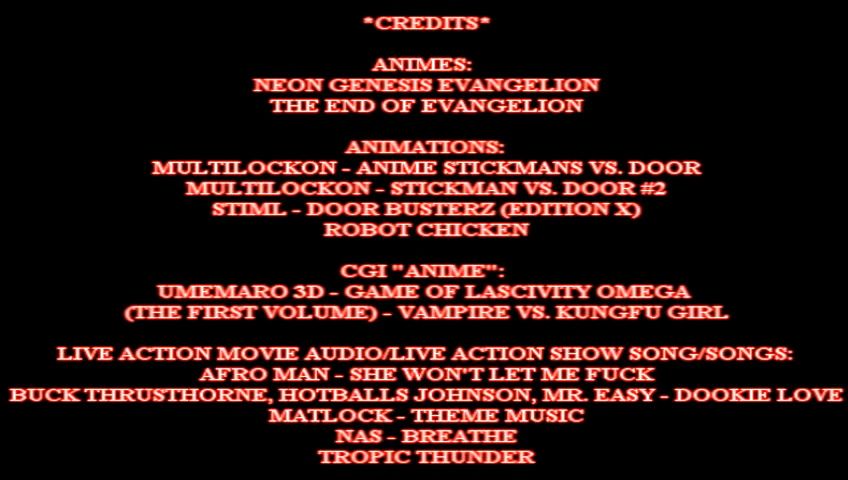 *CREDITS*
ANIMES:
NEON GENESIS EVANGELION
THE END OF EVANGELION
ANIMATIONS:
MULTILOCKON - ANIME STICKMANS VS. DOOR
MULTILOCKON - STICKMAN VS. DOOR #2
STIML - DOOR BUSTERZ (EDITION X)
ROBOT CHICKEN
CGI "ANIME":
UMEMARO 3D - GAME OF LASCIVITY OMEGA
(THE FIRST VOLUME) - VAMPIRE VS. KUNGFU GIRL
LIVE ACTION MOVIE AUDIO/LIVE ACTION SHOW SONG/SONGS:
AFRO MAN - SHE WON'T LET ME FUCK
BUCK THRUSTHORNE, HOTBALLS JOHNSON, MR. EASY - DOOKIE LOVE
MATLOCK - THEME MUSIC
NAS - BREATHE
TROPIC THUNDER